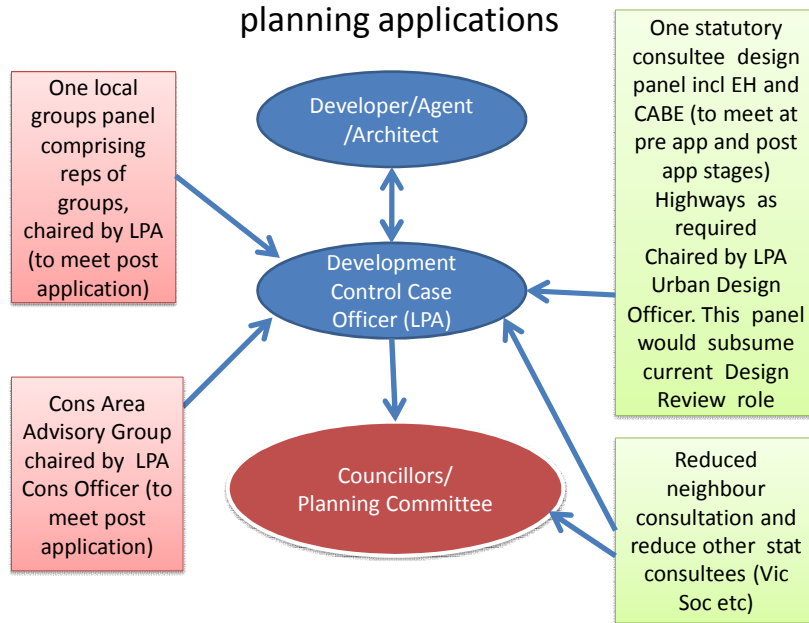 planning applications
One local
groups panel
comprising
reps of
groups,
chaired by LPA
(to meet post
application)
Developer/Agent
/Architect
One statutory
consultee design
panel incl EH and
CABE (to meet at
pre app and post
app stages)
Highways as
required
Chaired by LPA
Urban Design
Officer. This panel
would subsume
current Design
Review role
Development
Control Case
Officer (LPA)
Cons Area
Advisory Group
chaired by LPA
Cons Officer (to
meet post
application)
Councillors/
Planning Committee
Reduced
neighbour
consultation and
reduce other stat
consultees (Vic
Soc etc)